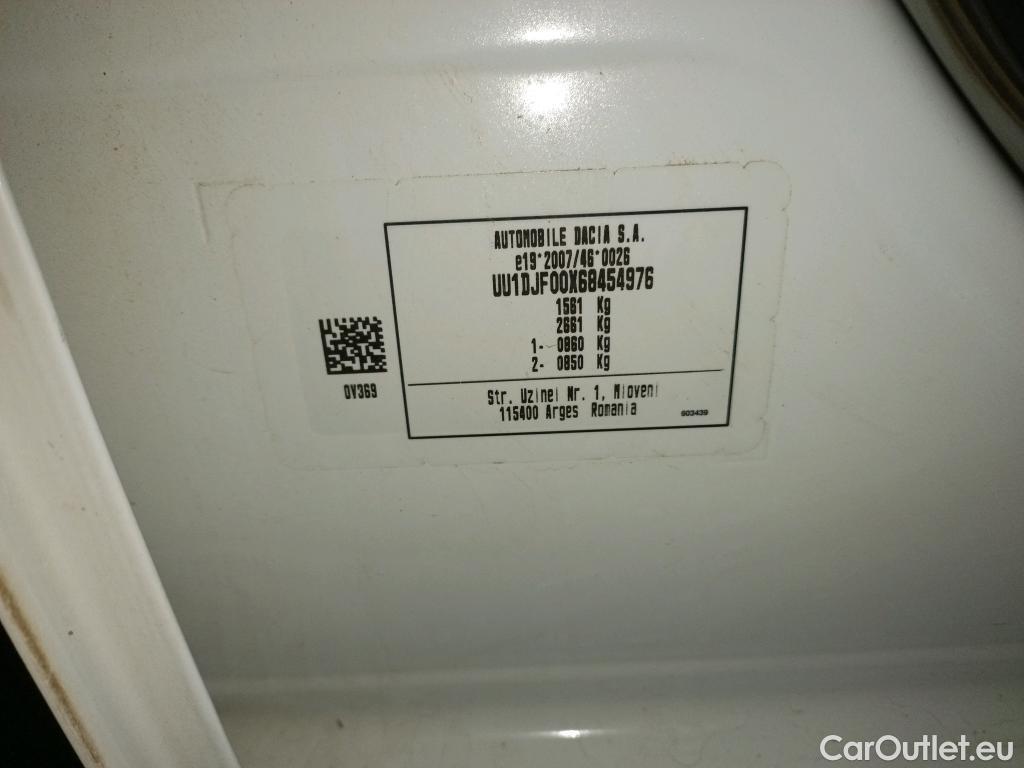 AUTOMOBILE DACIA S.A.
e19*2007/46*0026
UU1DJF00X68454976
1561 Kg
2661 Kg
1- 0860 Kg
2- 0850 Kg
0V369
Str. Uzinei Nr. 1, Mioveni
115400 Arges Romania
603439
CarOutlet.eu